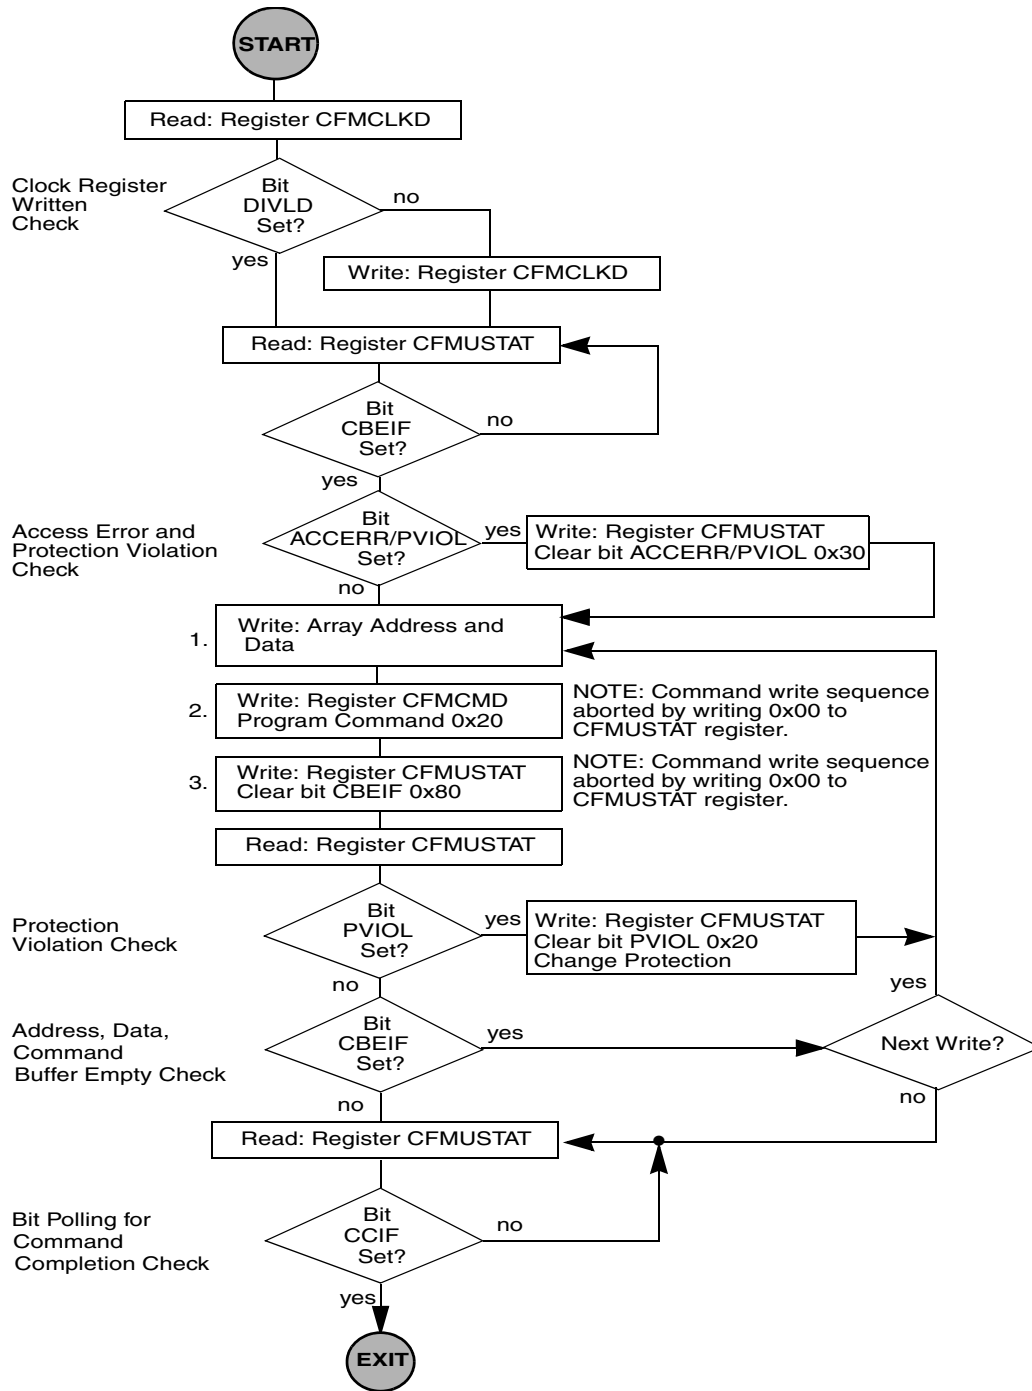 START
Read: Register CFMCLKD
Clock Register
Written
Check
Bit
DIVLD
Set?
no
yes
Write: Register CFMCLKD
Read: Register CFMUSTAT
Bit
CBEIF
Set?
no
yes
Access Error and
Protection Violation
Check
Bit
ACCERR/PVIOL
Set?
yes
Write: Register CFMUSTAT
Clear bit ACCERR/PVIOL 0x30
no
1.
Write: Array Address and
Data
2.
Write: Register CFMCMD
Program Command 0x20
NOTE: Command write sequence
aborted by writing 0x00 to
CFMUSTAT register.
3.
Write: Register CFMUSTAT
Clear bit CBEIF 0x80
NOTE: Command write sequence
aborted by writing 0x00 to
CFMUSTAT register.
Read: Register CFMUSTAT
Protection
Violation Check
Bit
PVIOL
Set?
yes
Write: Register CFMUSTAT
Clear bit PVIOL 0x20
Change Protection
no
yes
Address, Data,
Command
Buffer Empty Check
Bit
CBEIF
Set?
yes
Next Write?
no
no
Read: Register CFMUSTAT
Bit Polling for
Command
Completion Check
Bit
CCIF
Set?
no
yes
EXIT